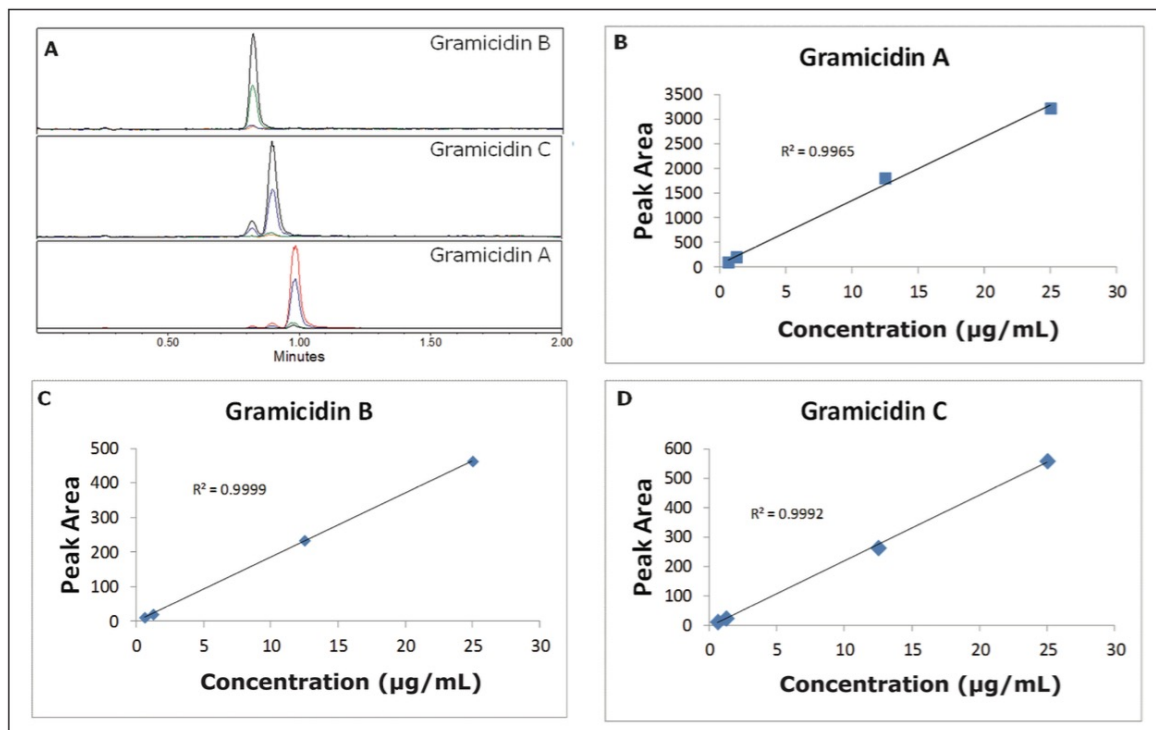 A
Gramicidin B
Gramicidin C
Gramicidin A
0.50 1.00 1.50 2.00
Minutes
B
Gramicidin A
3500
3000
2500
2000
1500
1000
500
0
Peak Area
R² = 0.9965
0 5 10 15 20 25 30
Concentration (µg/mL)
C
Gramicidin B
500
400
300
200
100
0
Peak Area
R² = 0.9999
0 5 10 15 20 25 30
Concentration (µg/mL)
D
Gramicidin C
600
500
400
300
200
100
0
Peak Area
R² = 0.9992
0 5 10 15 20 25 30
Concentration (µg/mL)